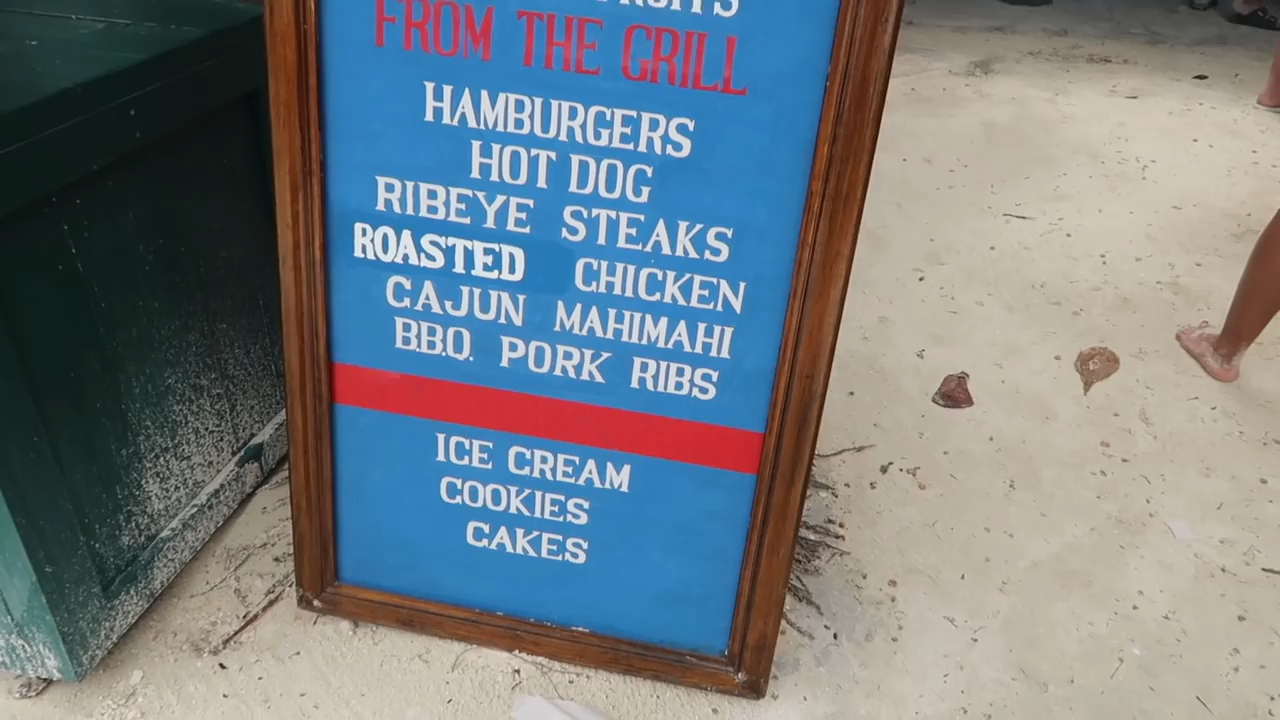 FROM THE GRILL
HAMBURGERS
HOT DOG
RIBEYE STEAKS
ROASTED CHICKEN
CAJUN MAHIMAHI
B.B.Q. PORK RIBS
ICE CREAM
COOKIES
CAKES